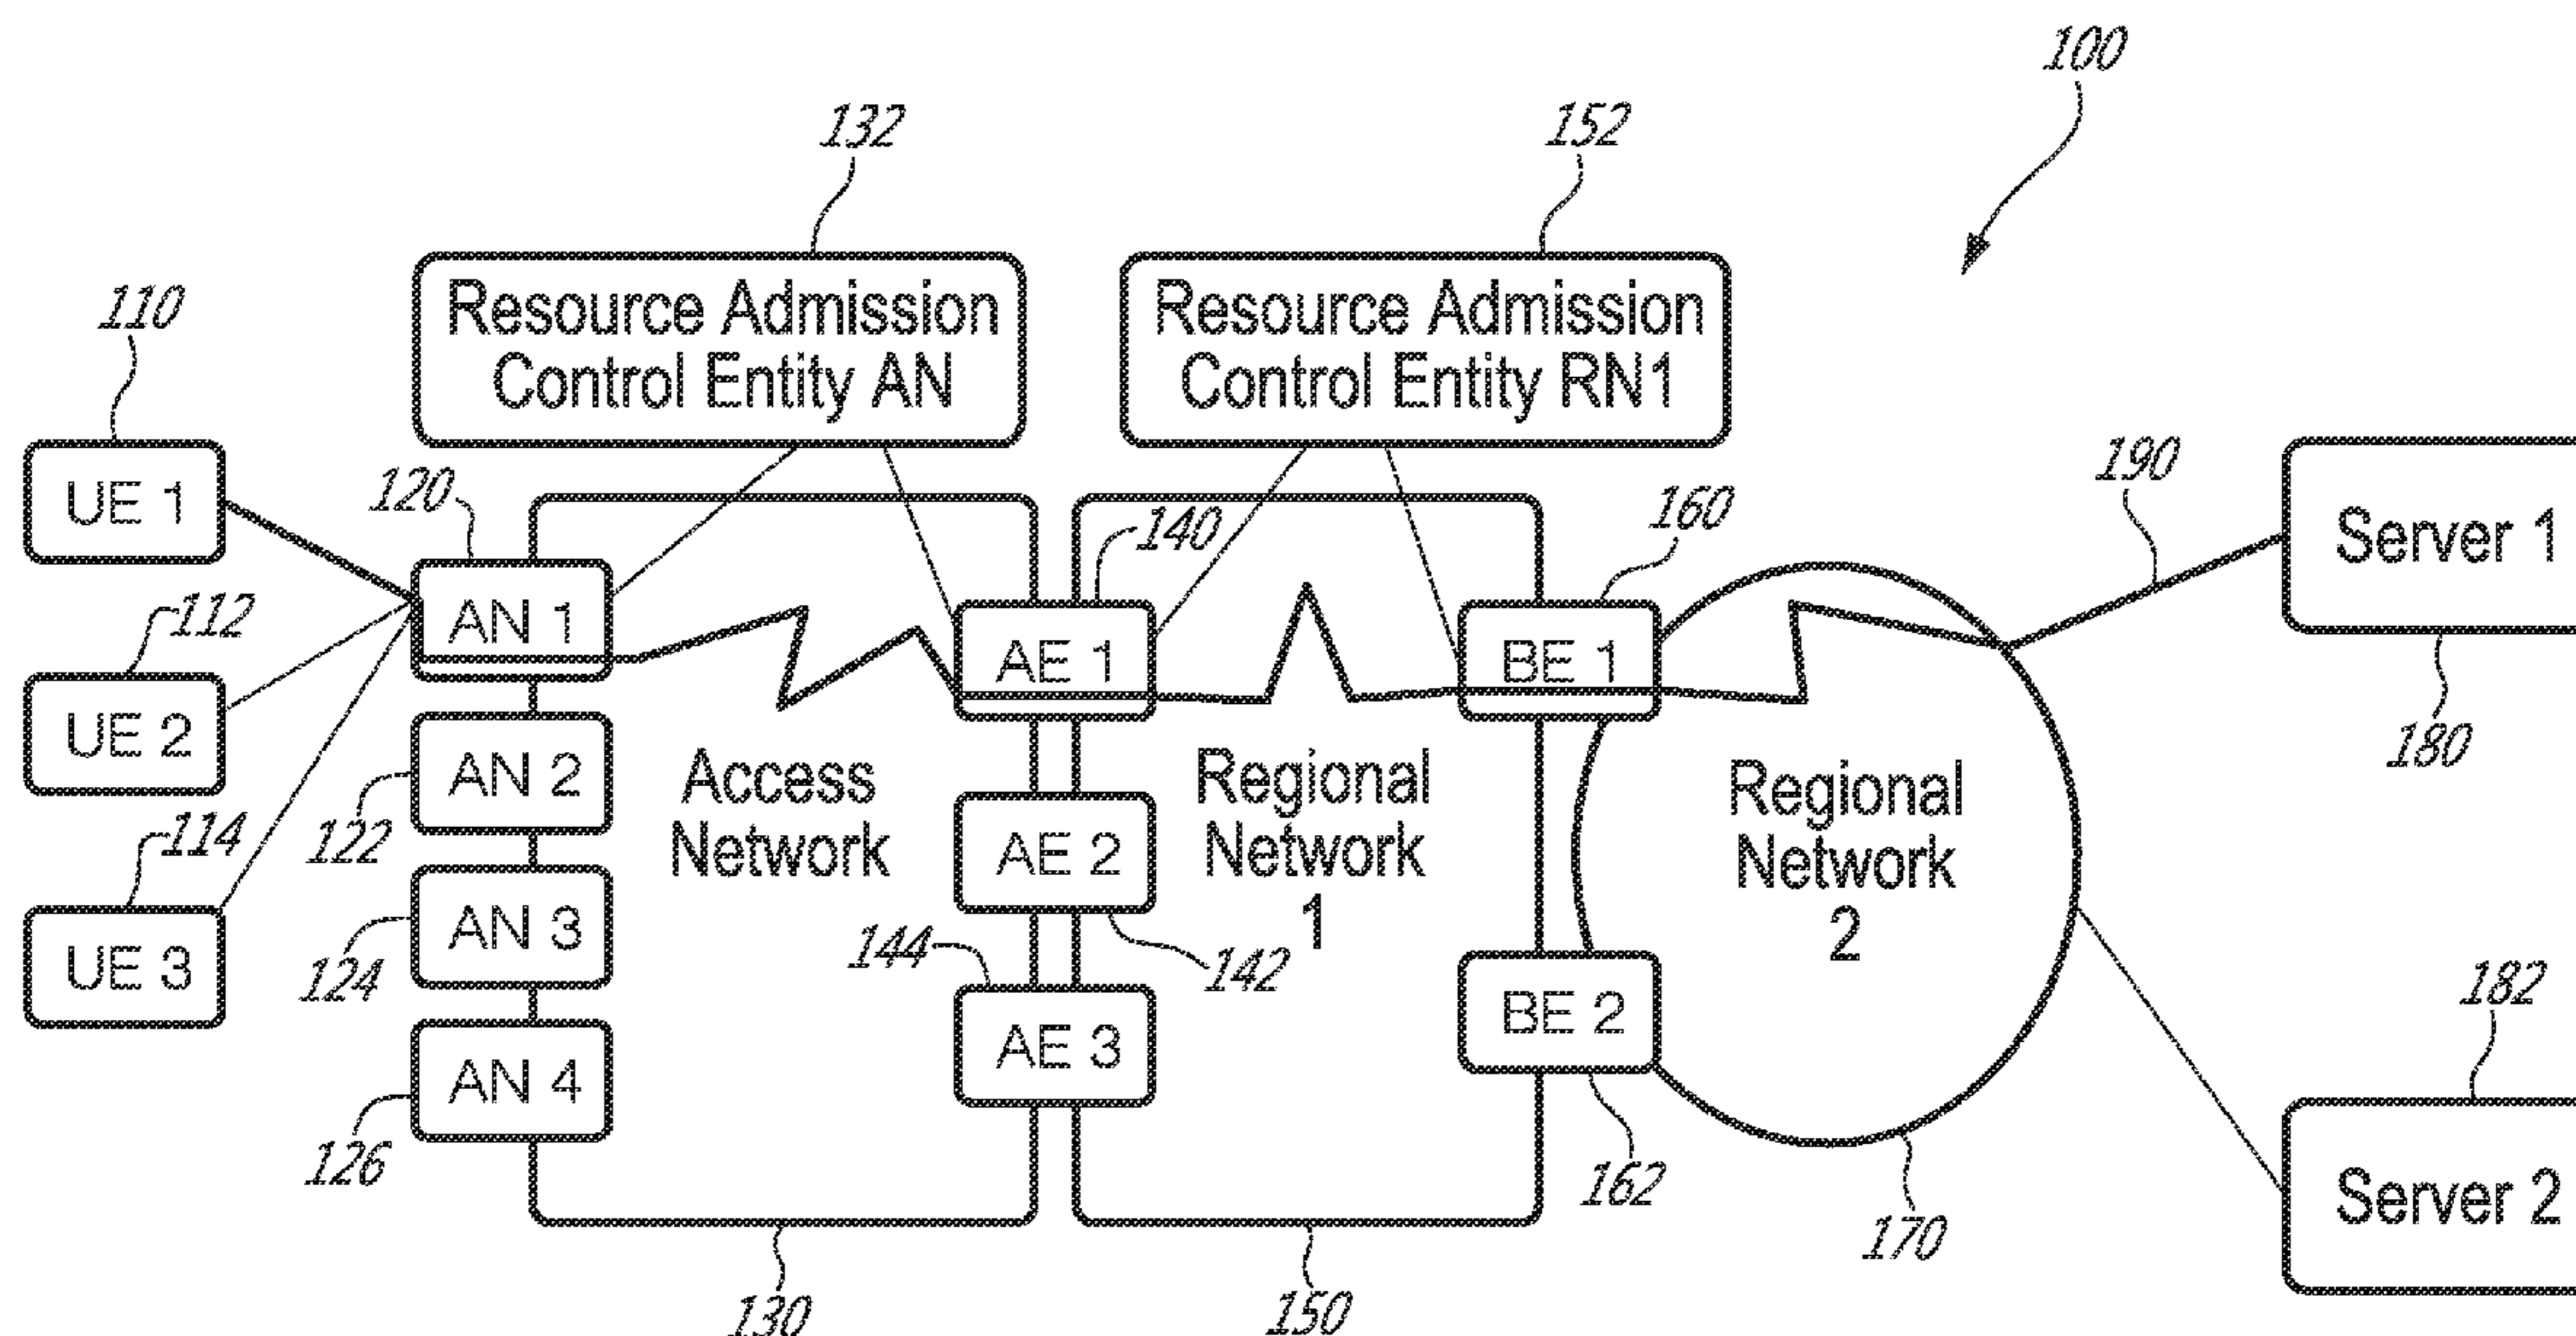 100
132
152
Resource Admission
Control Entity AN
Resource Admission
Control Entity RN1
110
UE 1
120
AN 1
140
AE 1
160
BE 1
190
Server 1
180
112
UE 2
AN 2
122
Access
Network
AE 2
142
Regional
Network
1
Regional
Network
2
114
UE 3
AN 3
124
144
AE 3
BE 2
162
182
Server 2
AN 4
126
170
130
150